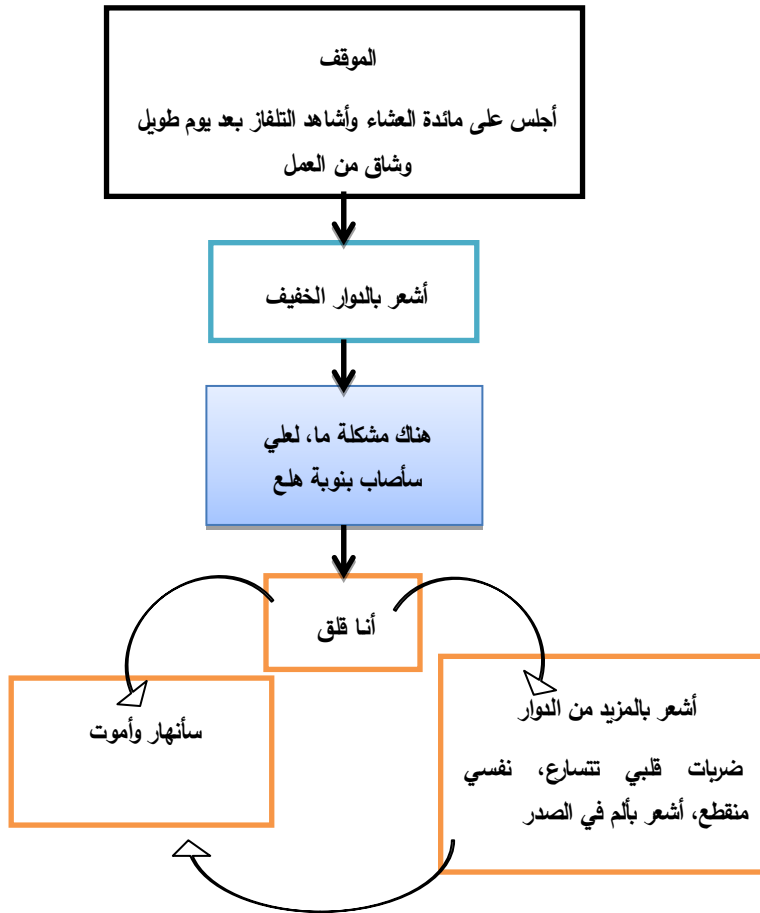 الموقف
أجلس على مائدة العشاء وأشاهد التلفاز بعد يوم طويل
وشاق من العمل
أشعر بالدوار الخفيف
هناك مشكلة ما، لعلي
سأصاب بنوبة هلع
أنا قلق
سأنهار وأموت
أشعر بالمزيد من الدوار
ضربات قلبي تتسارع، نفسي
منقطع، أشعر بألم في الصدر